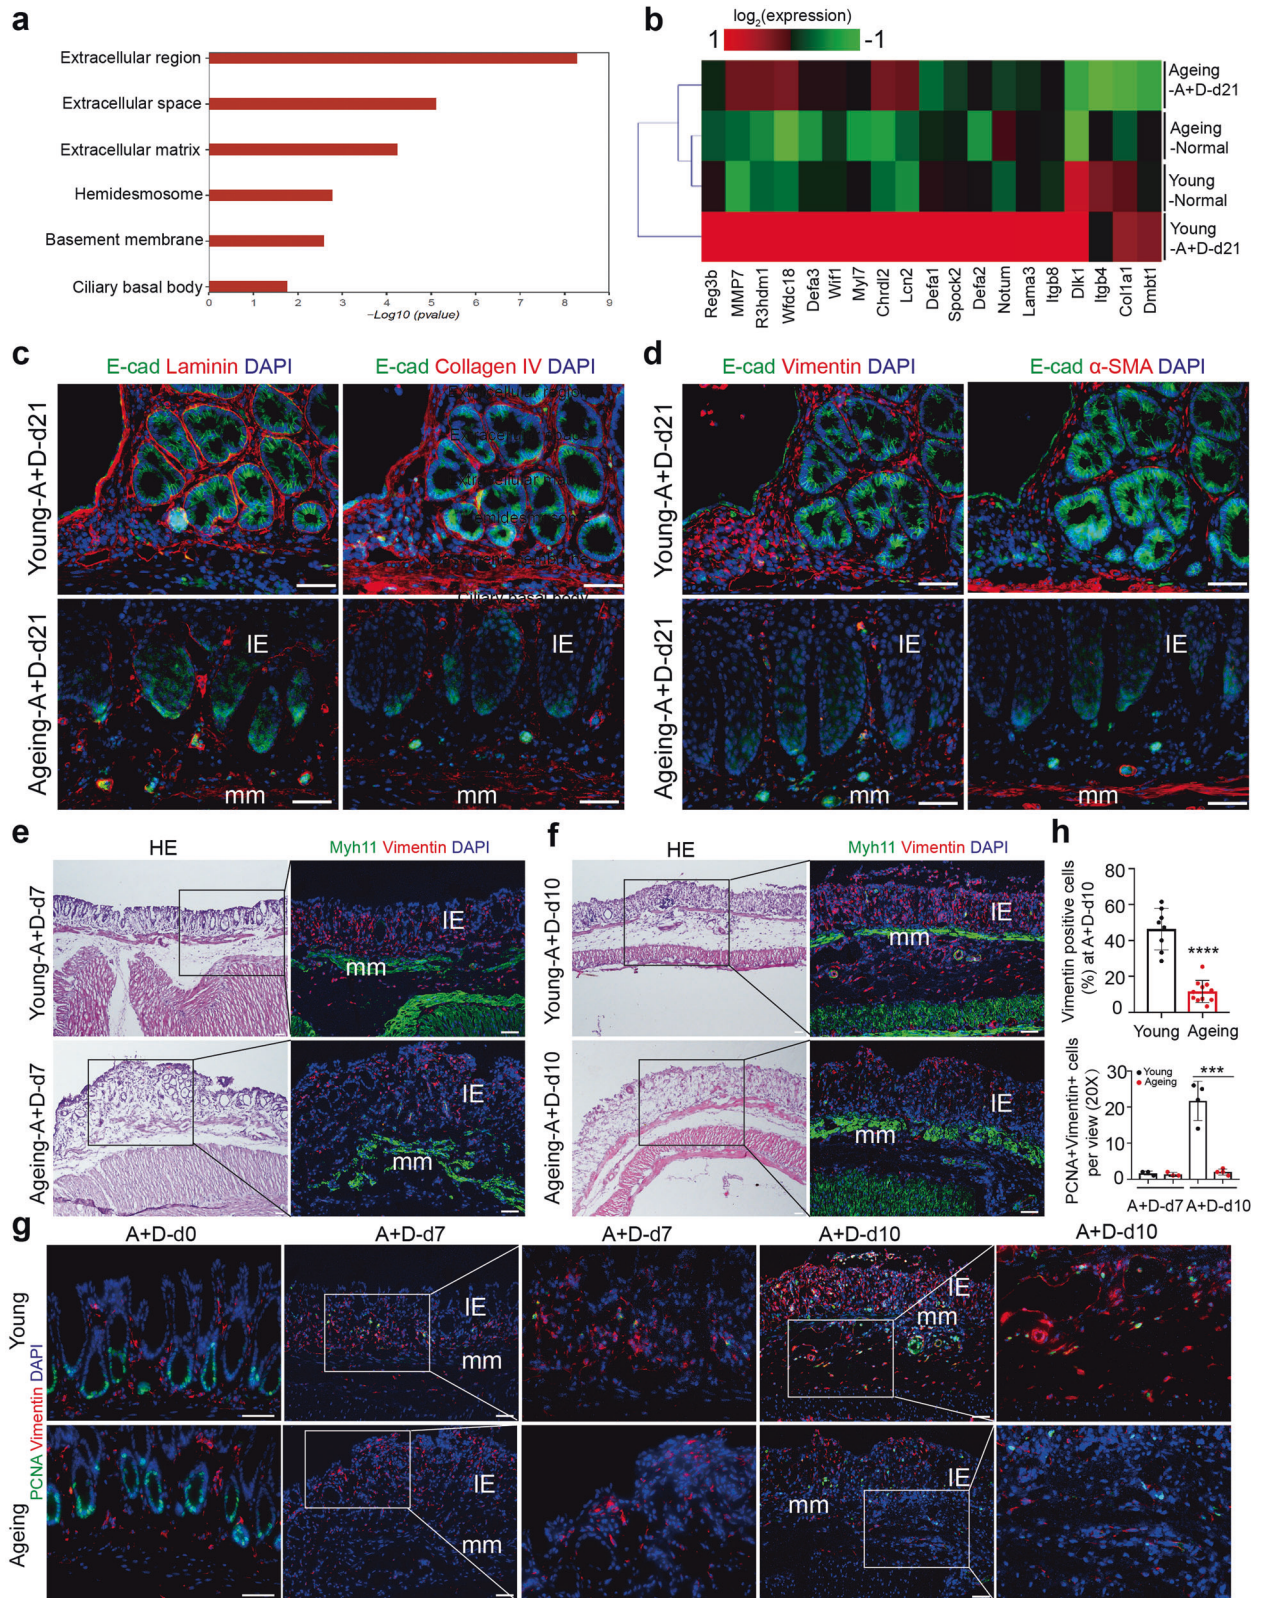 a
Extracellular region
Extracellular space
Extracellular matrix
Hemidesmosome
Basement membrane
Ciliary basal body
0 1 2 3 4 5 6 7 8 9
–Log10 (pvalue)
b
log₂(expression)
1 -1
Ageing
-A+D-d21
Ageing
-Normal
Young
-Normal
Young
-A+D-d21
Reg3b
MMP7
R3hdm1
Wfdc18
Defa3
Wif1
Myl7
Chrdl2
Lcn2
Defa1
Spock2
Defa2
Notum
Lama3
Itgb8
Dlk1
Itgb4
Col1a1
Dmbt1
c
E-cad Laminin DAPI
E-cad Collagen IV DAPI
Young-A+D-d21
Extracellular region
Ciliary basal body
Ageing-A+D-d21
IE
mm
IE
mm
d
E-cad Vimentin DAPI
E-cad α-SMA DAPI
Young-A+D-d21
Ageing-A+D-d21
IE
mm
IE
mm
e
HE
Myh11 Vimentin DAPI
Young-A+D-d7
IE
mm
Ageing-A+D-d7
IE
mm
f
HE
Myh11 Vimentin DAPI
Young-A+D-d10
IE
mm
Ageing-A+D-d10
IE
mm
h
Vimentin positive cells
(%) at A+D-d10
80
60
40
20
0
****
Young Ageing
PCNA+Vimentin+ cells
per view (20X)
30
20
10
0
Young
Ageing
***
A+D-d7 A+D-d10
g
A+D-d0 A+D-d7 A+D-d7 A+D-d10 A+D-d10
PCNA Vimentin DAPI
Young
IE
mm
IE
mm
Ageing
IE
mm
IE
mm